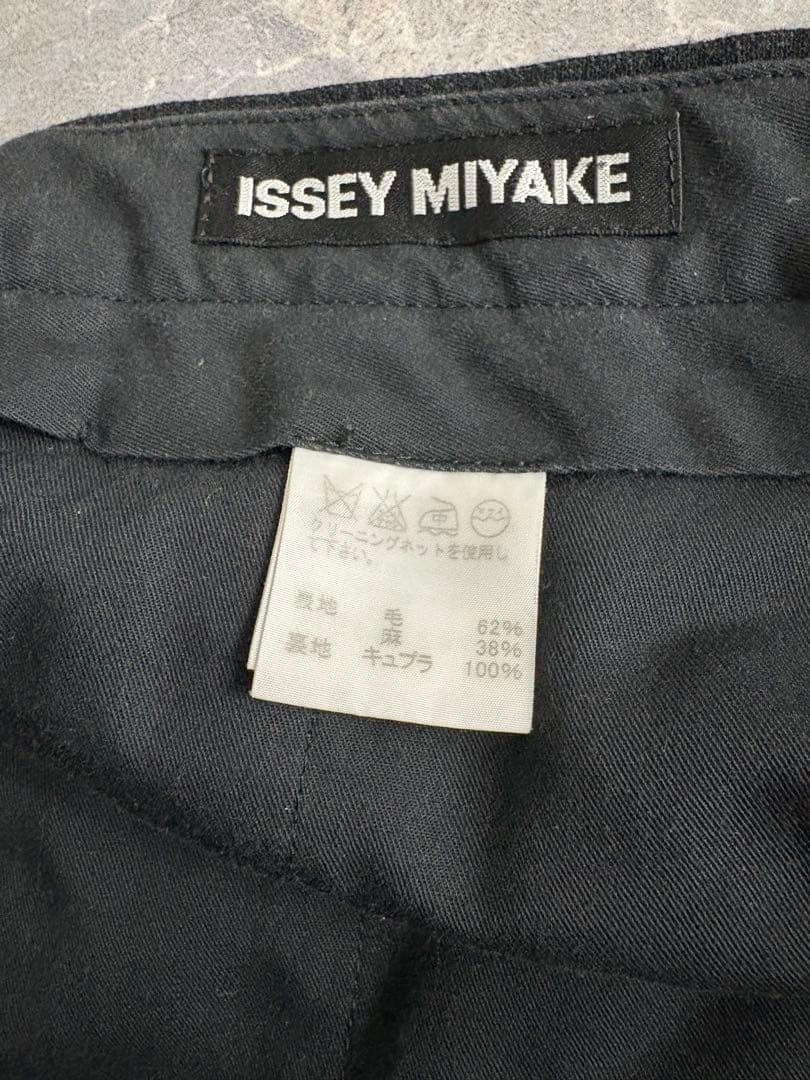 ISSEY MIYAKE
クリーニングネットを使用し
て下さい。
表地 毛 62%
麻 38%
裏地 キュプラ 100%